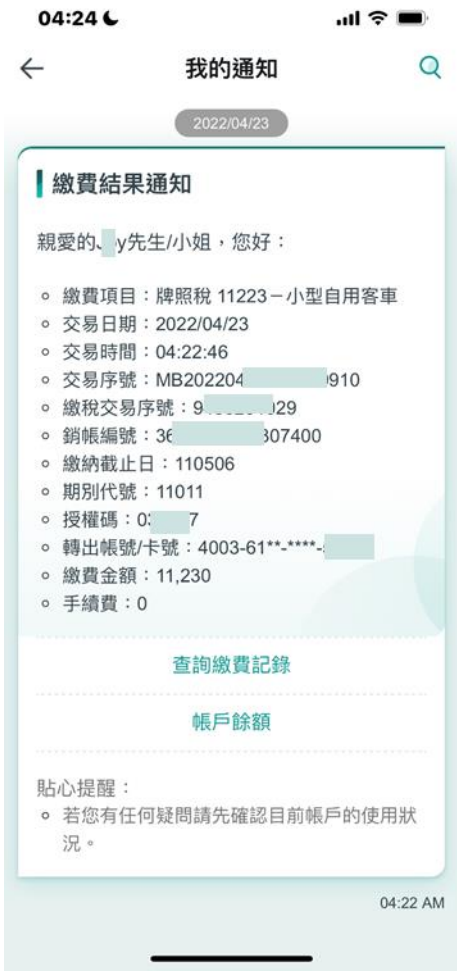 04:24
我的通知
2022/04/23
繳費結果通知
親愛的J y先生/小姐,您好:
繳費項目:牌照稅 11223-小型自用客車
交易日期:2022/04/23
交易時間:04:22:46
交易序號:MB202204 910
繳稅交易序號:9 29
銷帳編號:36 307400
繳納截止日:110506
期別代號:11011
授權碼:0 7
轉出帳號/卡號:4003-61**-****-
繳費金額:11,230
手續費:0
查詢繳費記錄
帳戶餘額
貼心提醒:
若您有任何疑問請先確認目前帳戶的使用狀
況。
04:22 AM